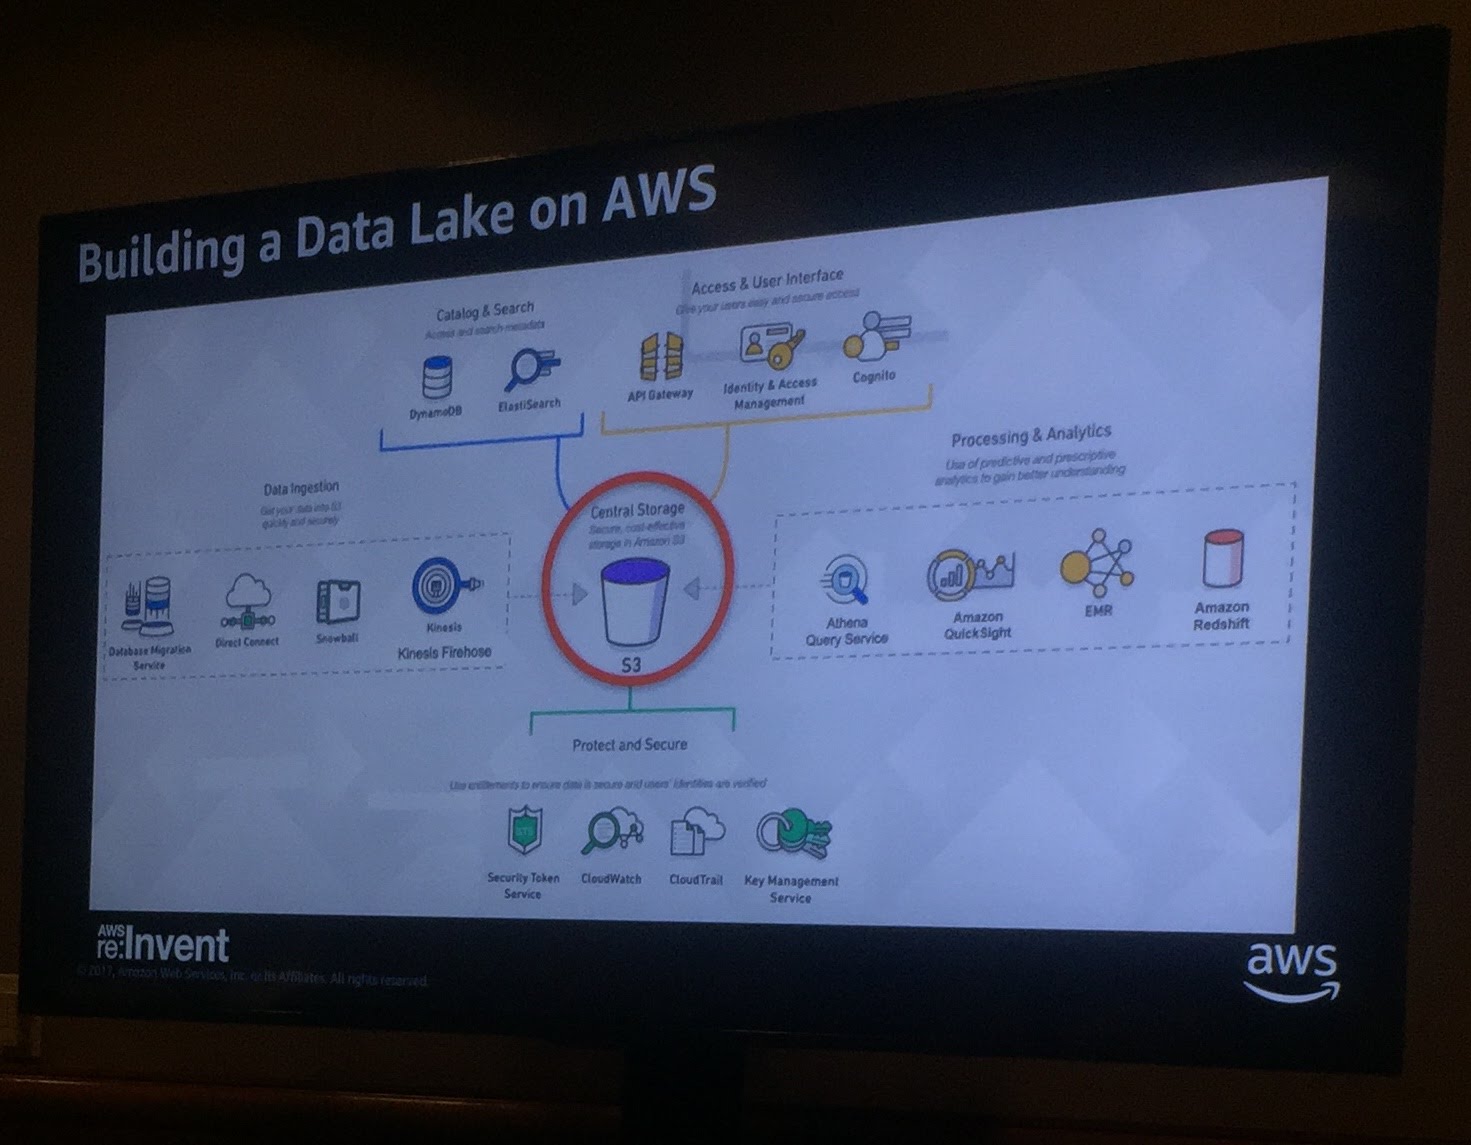 Building a Data Lake on AWS
Catalog & Search
Access and search metadata
DynamoDB
ElastiSearch
Access & User Interface
Give your users easy and secure access
API Gateway
Identity & Access
Management
Cognito
Data Ingestion
Get your data into S3
quickly and securely
Database Migration
Service
Direct Connect
Snowball
Kinesis
Kinesis Firehose
Central Storage
Secure, cost-effective
storage in Amazon S3
S3
Processing & Analytics
Use of predictive and prescriptive
analytics to gain better understanding
Athena
Query Service
Amazon
QuickSight
EMR
Amazon
Redshift
Protect and Secure
Use entitlements to ensure data is secure and users' identities are verified
STS
Security Token
Service
CloudWatch
CloudTrail
Key Management
Service
AWS
re:Invent
© 2017, Amazon Web Services, Inc. or its Affiliates. All rights reserved.
aws